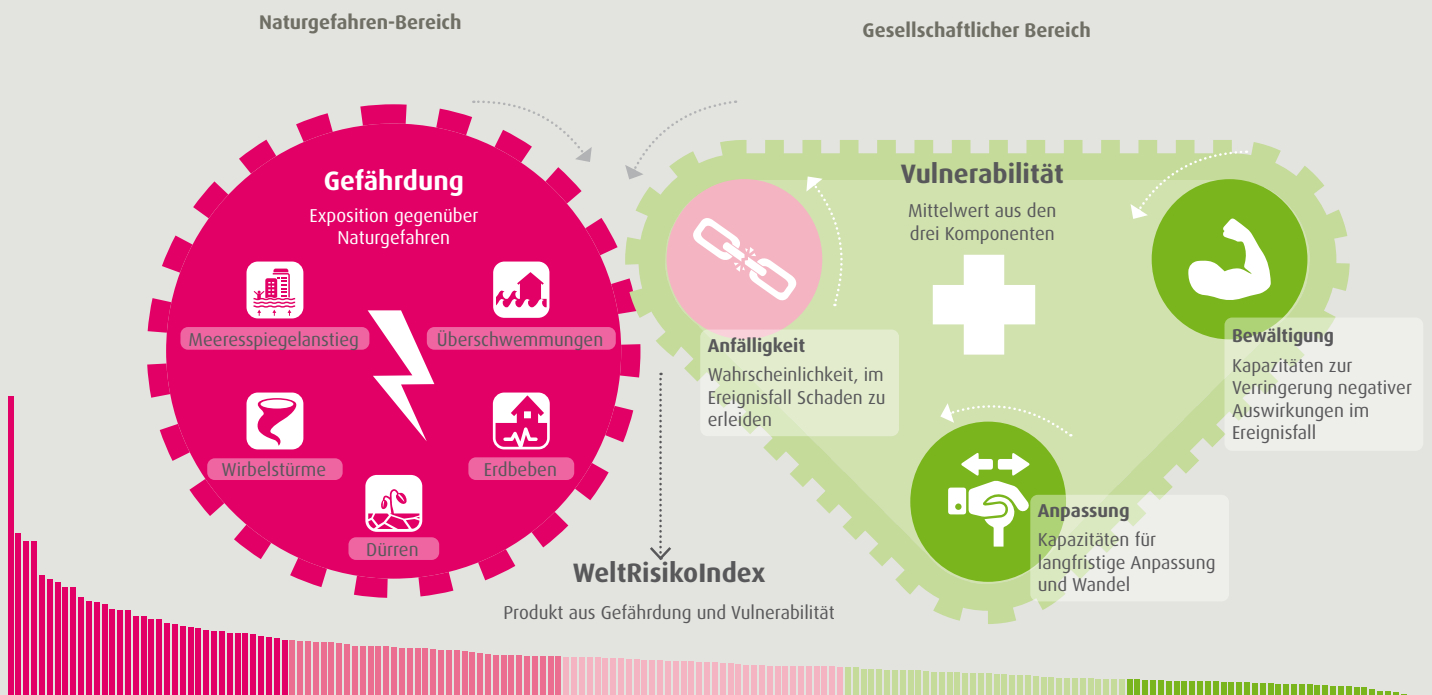 Naturgefahren-Bereich
Gesellschaftlicher Bereich
Gefährdung
Exposition gegenüber
Naturgefahren
Meeresspiegelanstieg
Überschwemmungen
Wirbelstürme
Erdbeben
Dürren
Vulnerabilität
Mittelwert aus den
drei Komponenten
Anfälligkeit
Wahrscheinlichkeit, im
Ereignisfall Schaden zu
erleiden
Bewältigung
Kapazitäten zur
Verringerung negativer
Auswirkungen im
Ereignisfall
Anpassung
Kapazitäten für
langfristige Anpassung
und Wandel
WeltRisikoIndex
Produkt aus Gefährdung und Vulnerabilität